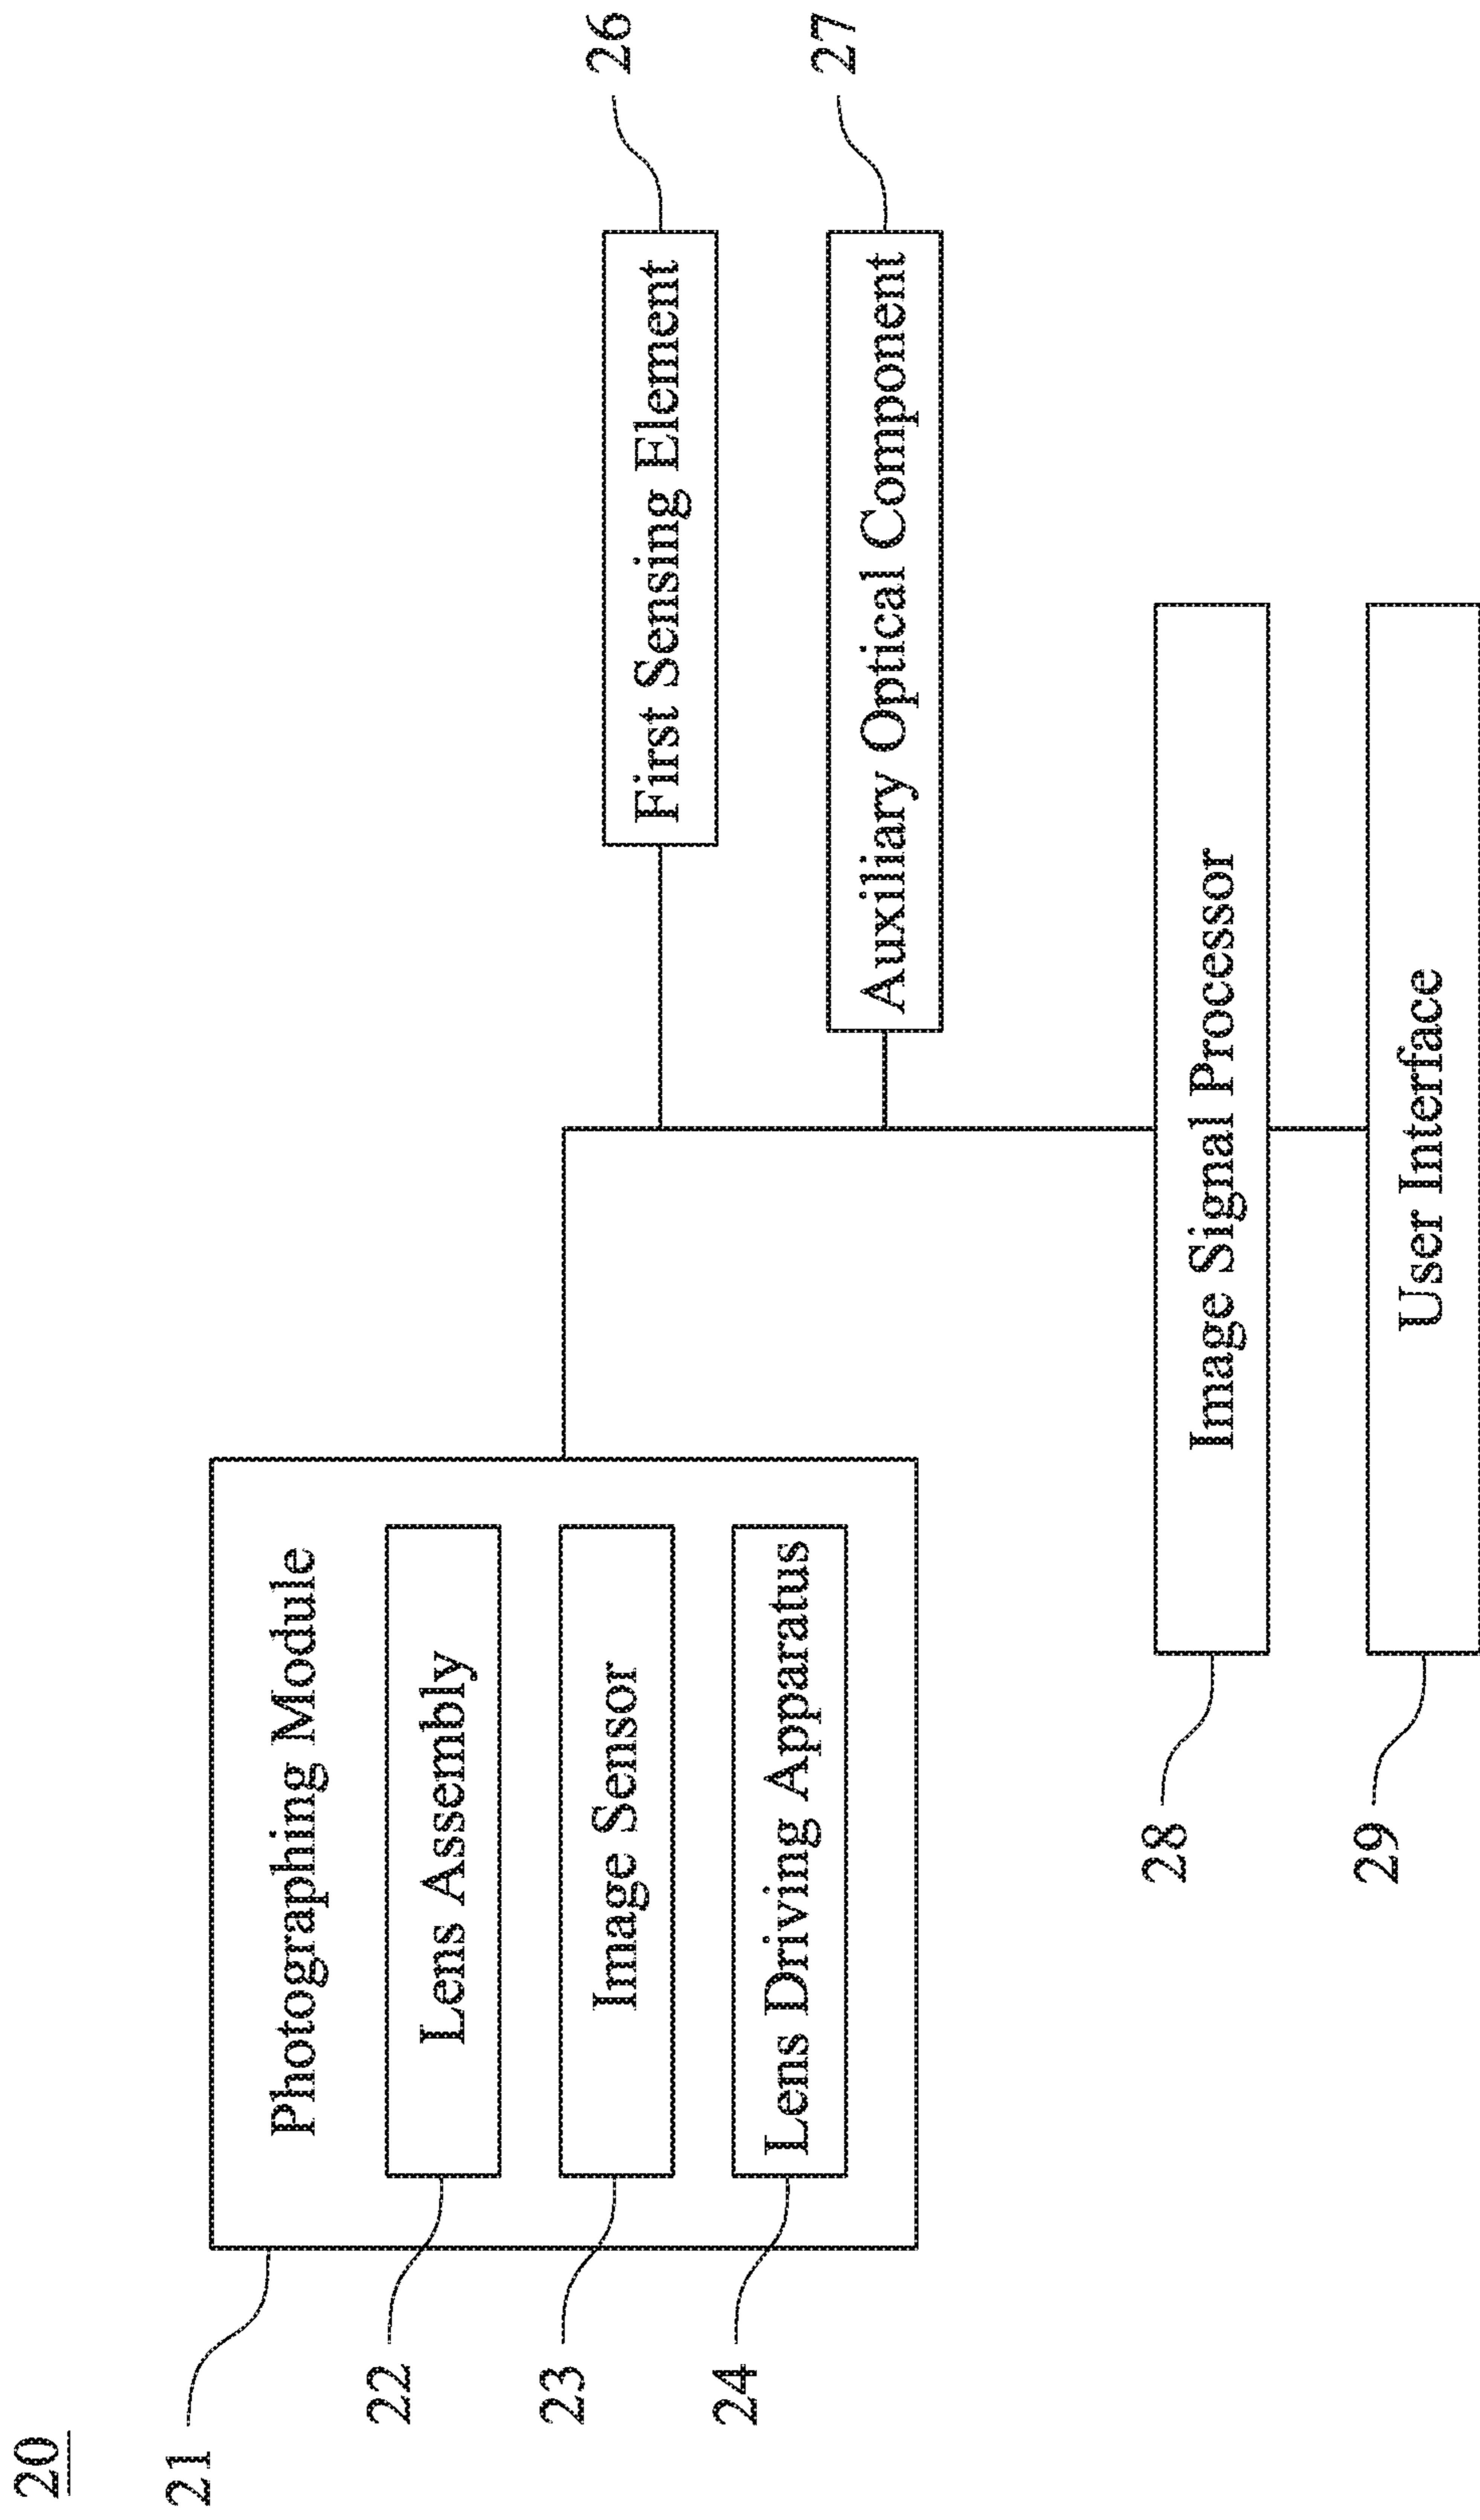 20
21
Photographing Module
22
Lens Assembly
23
Image Sensor
24
Lens Driving Apparatus
First Sensing Element
26
Auxiliary Optical Component
27
28
Image Signal Processor
29
User Interface